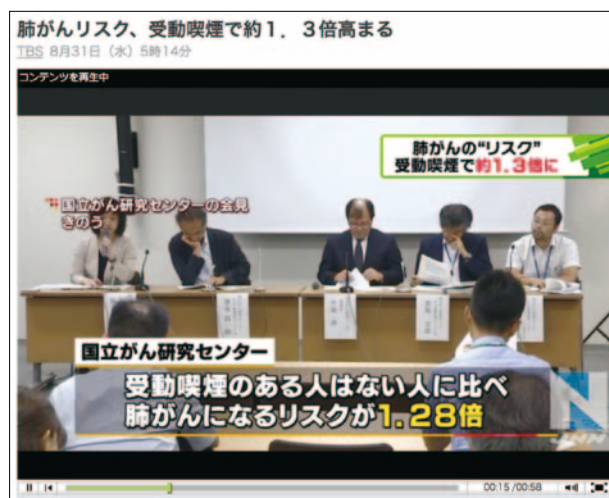 肺がんリスク、受動喫煙で約１．３倍高まる
TBS 8月31日（水）5時14分
コンテンツを再生中
肺がんの“リスク”
受動喫煙で約1.3倍に
国立がん研究センターの会見
きのう
国立がん研究センター
受動喫煙のある人はない人に比べ
肺がんになるリスクが1.28倍
N
JNN
00:15 /00:58